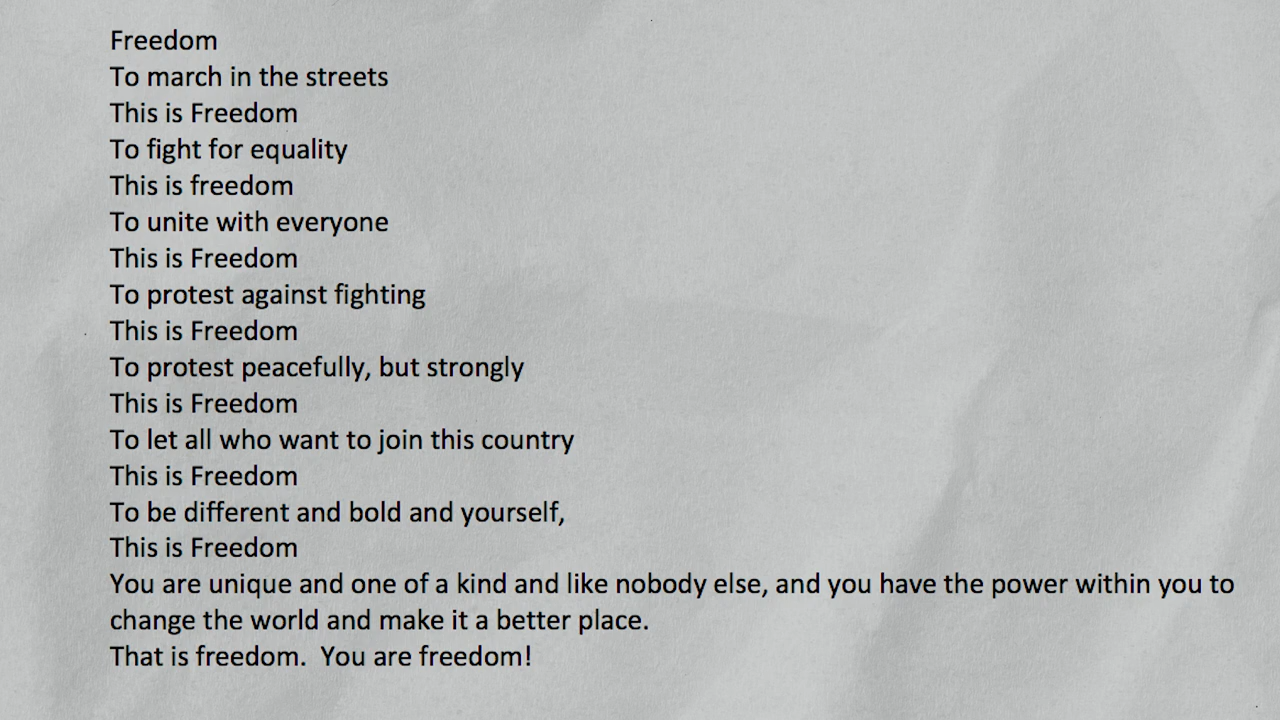 Freedom
To march in the streets
This is Freedom
To fight for equality
This is freedom
To unite with everyone
This is Freedom
To protest against fighting
This is Freedom
To protest peacefully, but strongly
This is Freedom
To let all who want to join this country
This is Freedom
To be different and bold and yourself,
This is Freedom
You are unique and one of a kind and like nobody else, and you have the power within you to
change the world and make it a better place.
That is freedom.  You are freedom!